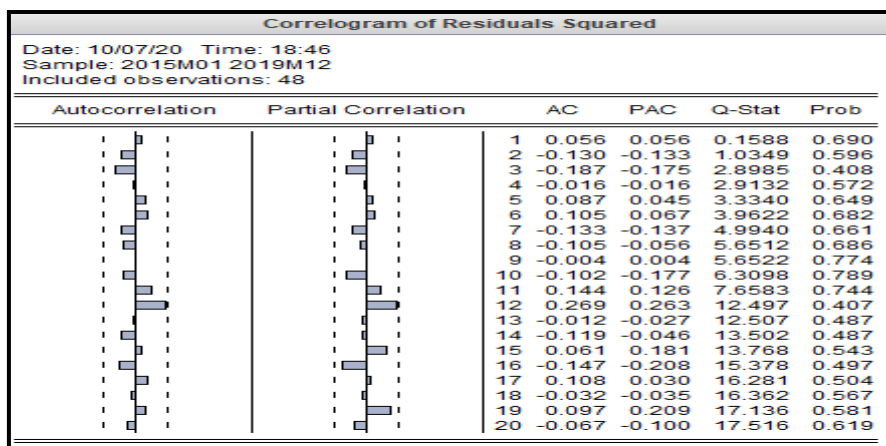 Correlogram of Residuals Squared
Date: 10/07/20 Time: 18:46
Sample: 2015M01 2019M12
Included observations: 48
Autocorrelation Partial Correlation AC PAC Q-Stat Prob
1 0.056 0.056 0.1588 0.690
2 -0.130 -0.133 1.0349 0.596
3 -0.187 -0.175 2.8985 0.408
4 -0.016 -0.016 2.9132 0.572
5 0.087 0.045 3.3340 0.649
6 0.105 0.067 3.9622 0.682
7 -0.133 -0.137 4.9940 0.661
8 -0.105 -0.056 5.6512 0.686
9 -0.004 0.004 5.6522 0.774
10 -0.102 -0.177 6.3098 0.789
11 0.144 0.126 7.6583 0.744
12 0.269 0.263 12.497 0.407
13 -0.012 -0.027 12.507 0.487
14 -0.119 -0.046 13.502 0.487
15 0.061 0.181 13.768 0.543
16 -0.147 -0.208 15.378 0.497
17 0.108 0.030 16.281 0.504
18 -0.032 -0.035 16.362 0.567
19 0.097 0.209 17.136 0.581
20 -0.067 -0.100 17.516 0.619